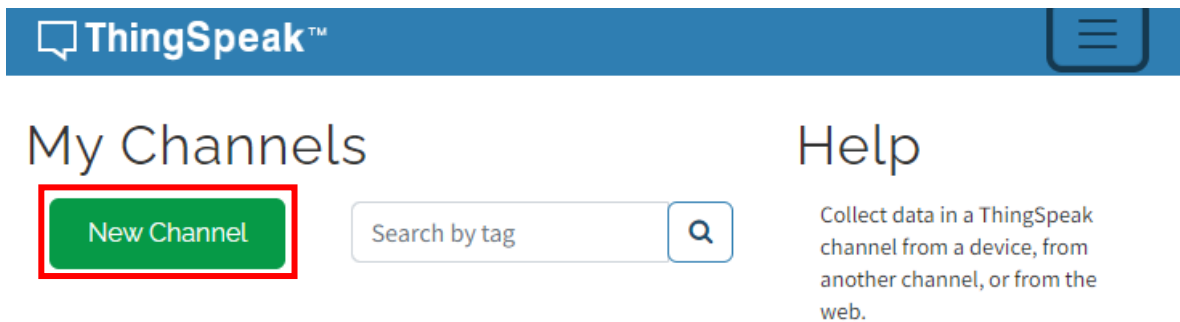 ThingSpeak™
My Channels
New Channel
Search by tag
Help
Collect data in a ThingSpeak
channel from a device, from
another channel, or from the
web.